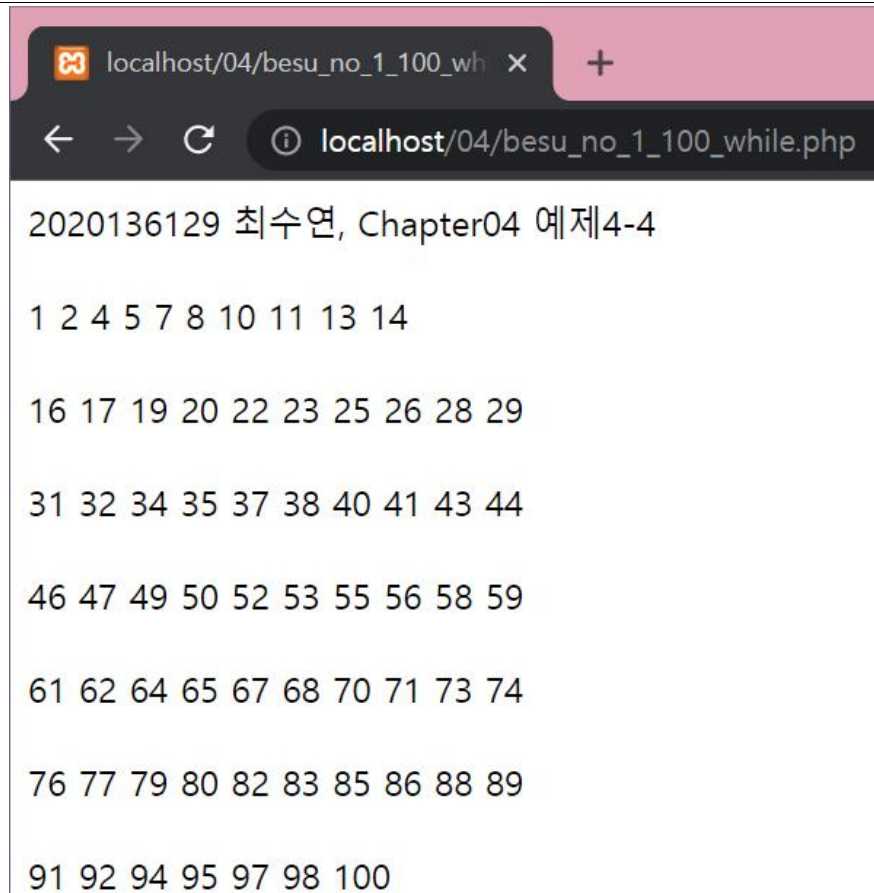 localhost/04/besu_no_1_100_wh
localhost/04/besu_no_1_100_while.php
2020136129 최수연, Chapter04 예제4-4
1 2 4 5 7 8 10 11 13 14
16 17 19 20 22 23 25 26 28 29
31 32 34 35 37 38 40 41 43 44
46 47 49 50 52 53 55 56 58 59
61 62 64 65 67 68 70 71 73 74
76 77 79 80 82 83 85 86 88 89
91 92 94 95 97 98 100